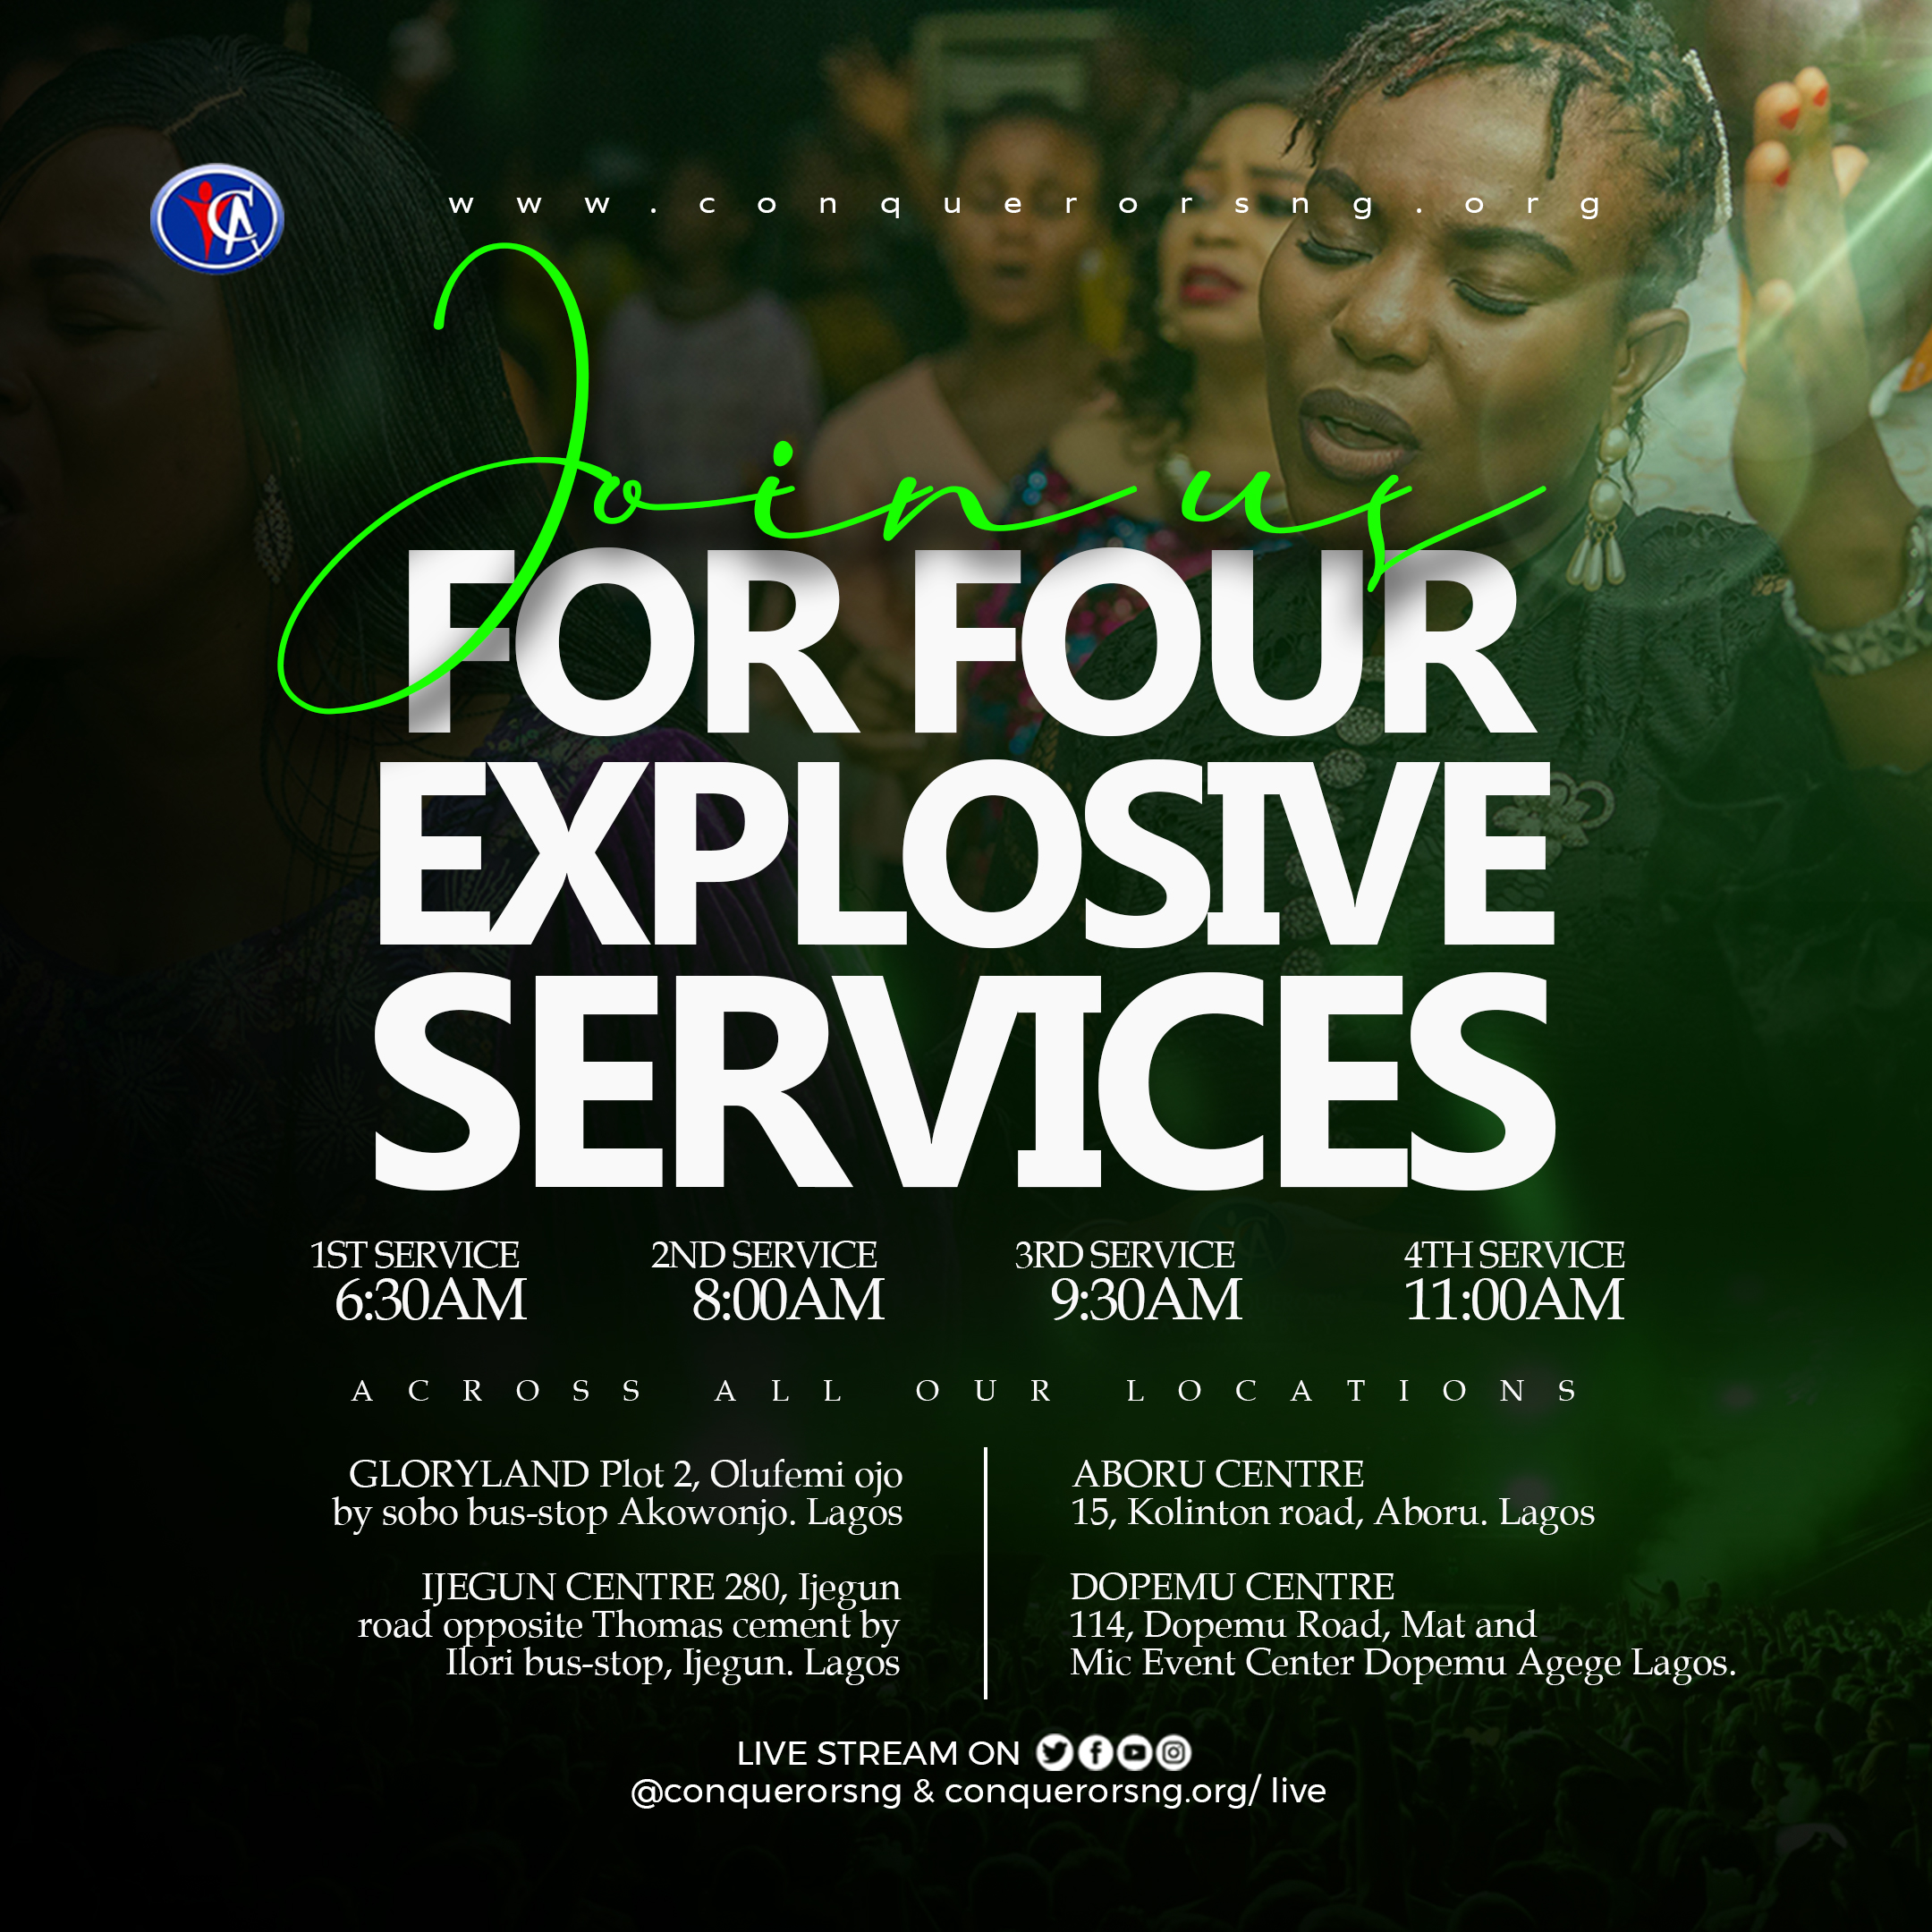 www.conquerorsng.org
Join us
FOR FOUR
EXPLOSIVE
SERVICES
1ST SERVICE
6:30AM
2ND SERVICE
8:00AM
3RD SERVICE
9:30AM
4TH SERVICE
11:00AM
ACROSS ALL OUR LOCATIONS
GLORYLAND Plot 2, Olufemi ojo
by sobo bus-stop Akowonjo. Lagos
IJEGUN CENTRE 280, Ijegun
road opposite Thomas cement by
Ilori bus-stop, Ijegun. Lagos
ABORU CENTRE
15, Kolinton road, Aboru. Lagos
DOPEMU CENTRE
114, Dopemu Road, Mat and
Mic Event Center Dopemu Agege Lagos.
LIVE STREAM ON
@conquerorsng & conquerorsng.org/ live